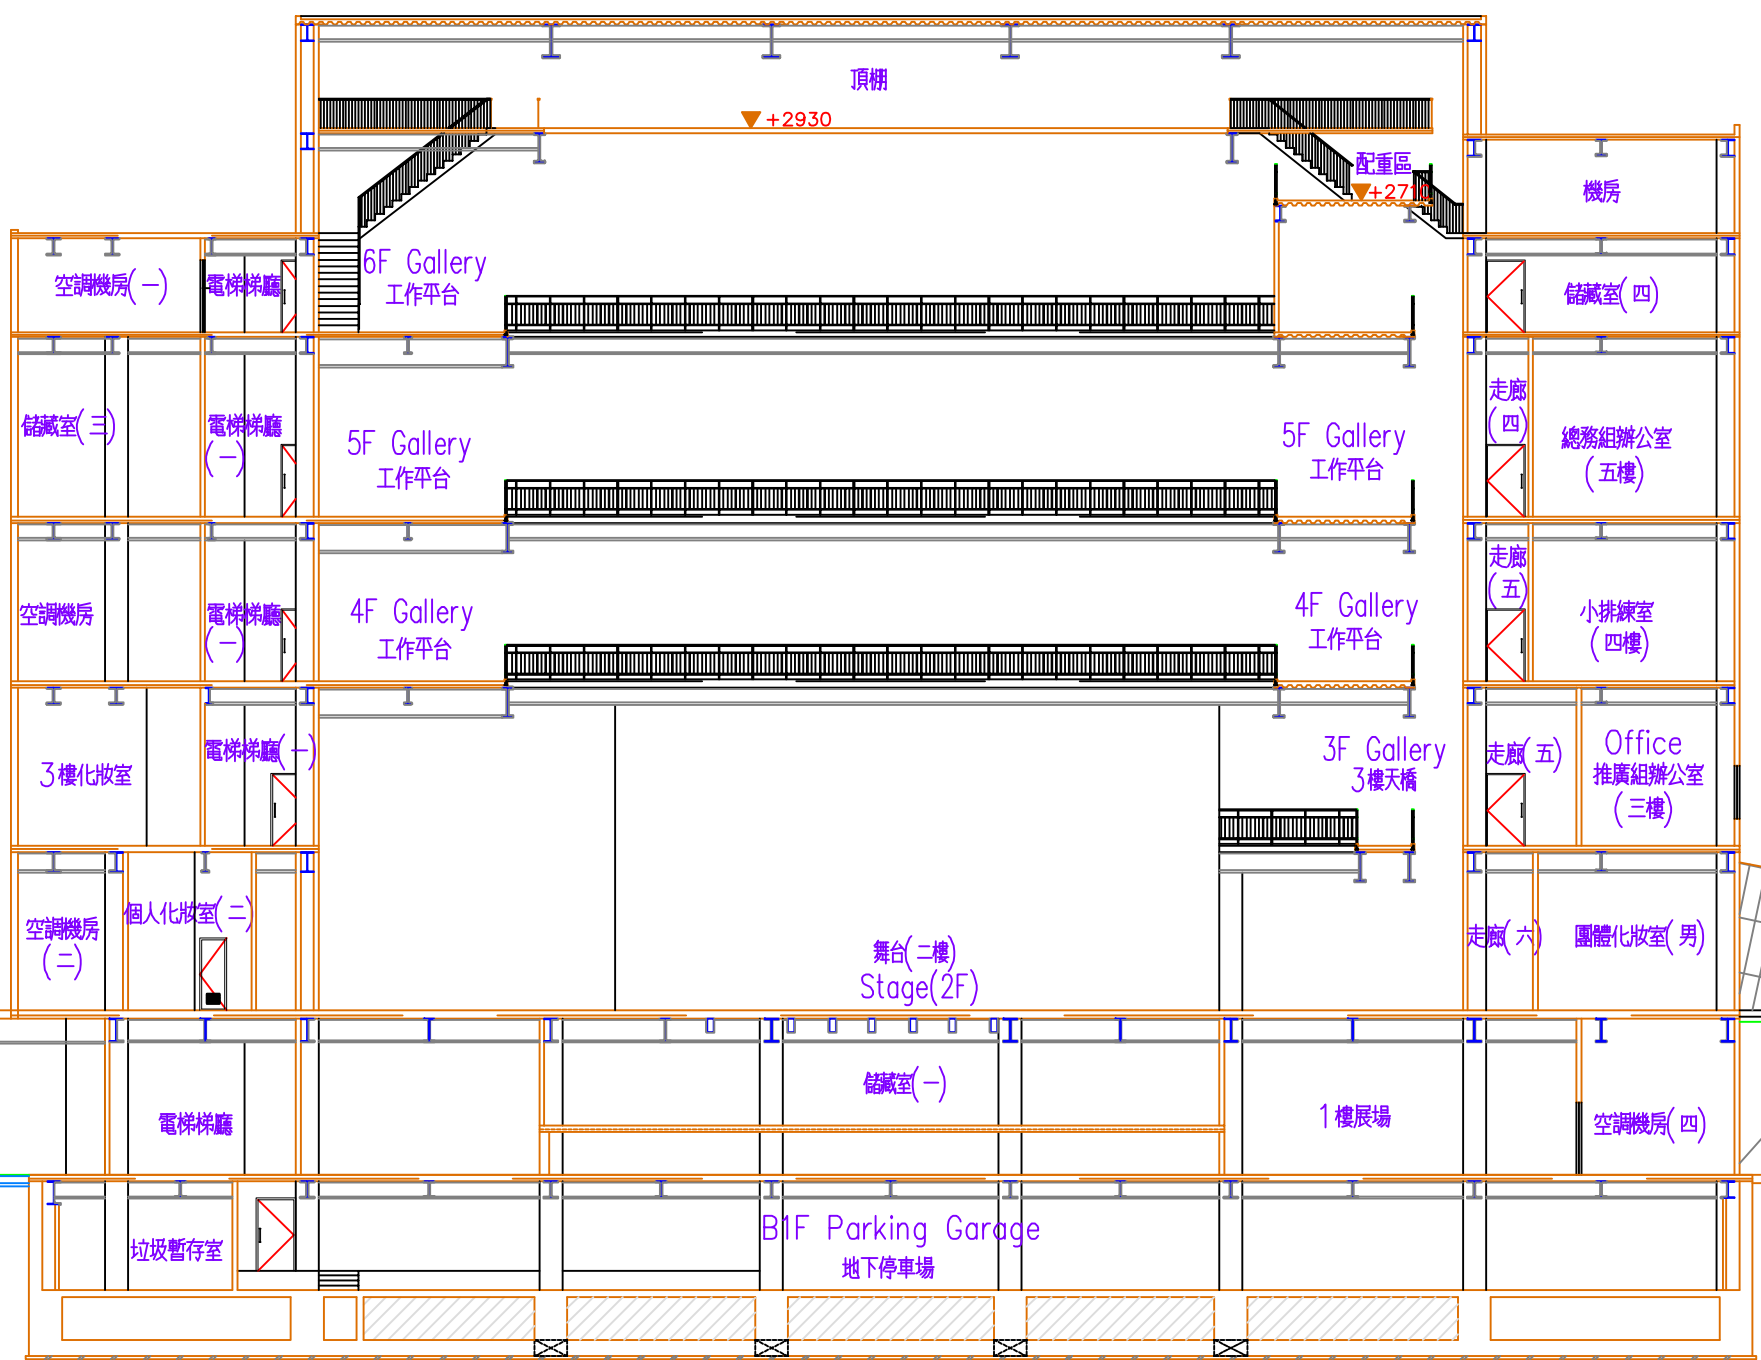 頂棚
+2930
配重區
+271
機房
6F Gallery
工作平台
空調機房(一)
電梯梯廳
儲藏室(四)
儲藏室(三)
電梯梯廳
(一)
5F Gallery
工作平台
5F Gallery
工作平台
走廊
(四)
總務組辦公室
(五樓)
空調機房
電梯梯廳
(一)
4F Gallery
工作平台
4F Gallery
工作平台
走廊
(五)
小排練室
(四樓)
3樓化妝室
電梯梯廳(一)
3F Gallery
3樓天橋
走廊(五)
Office
推廣組辦公室
(三樓)
空調機房
(二)
個人化妝室(二)
舞台(二樓)
Stage(2F)
走廊(六)
團體化妝室(男)
電梯梯廳
儲藏室(一)
1樓展場
空調機房(四)
垃圾暫存室
B1F Parking Garage
地下停車場